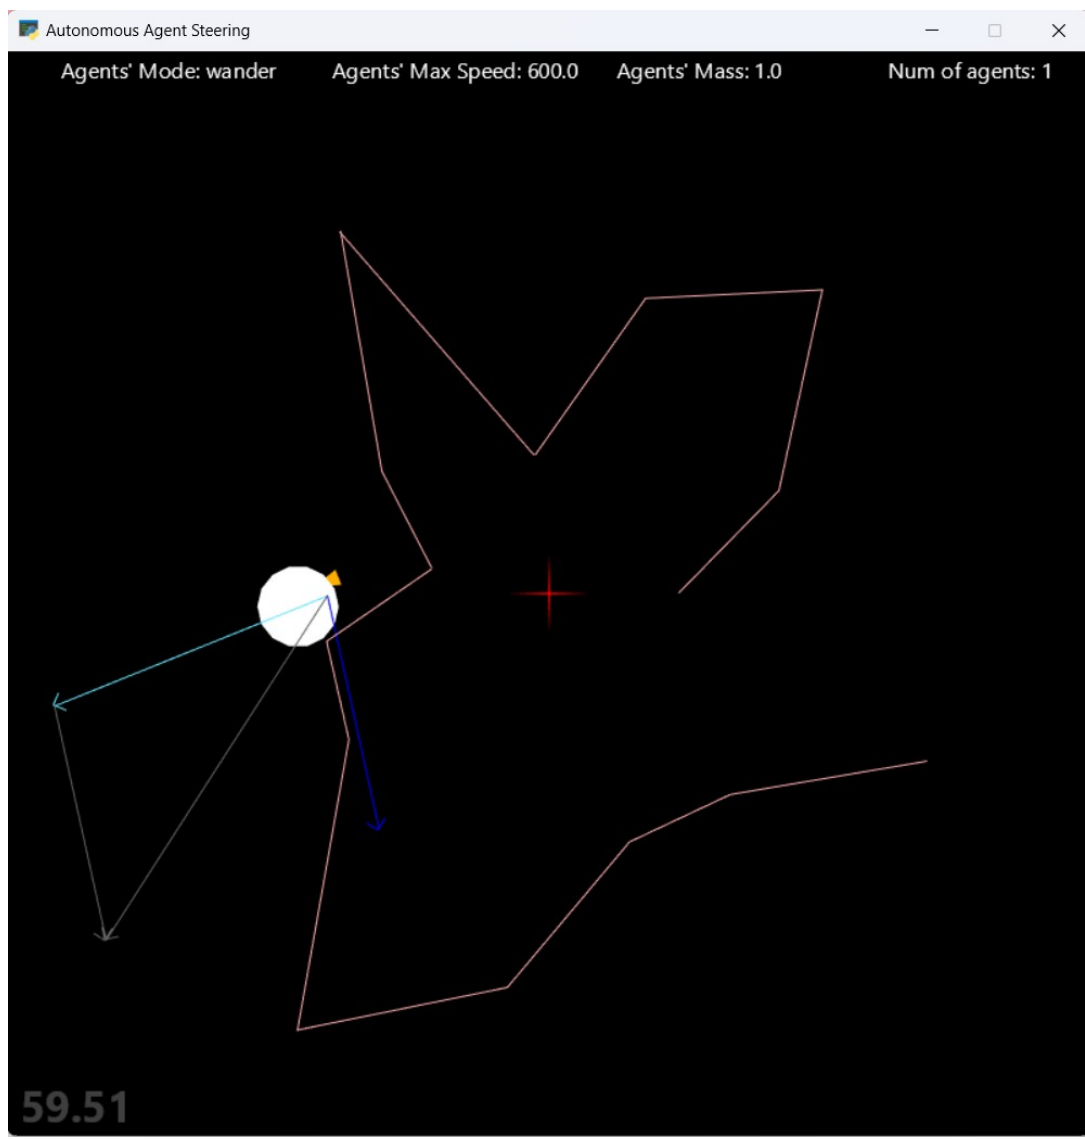 Autonomous Agent Steering
Agents' Mode: wander Agents' Max Speed: 600.0 Agents' Mass: 1.0 Num of agents: 1
59.51